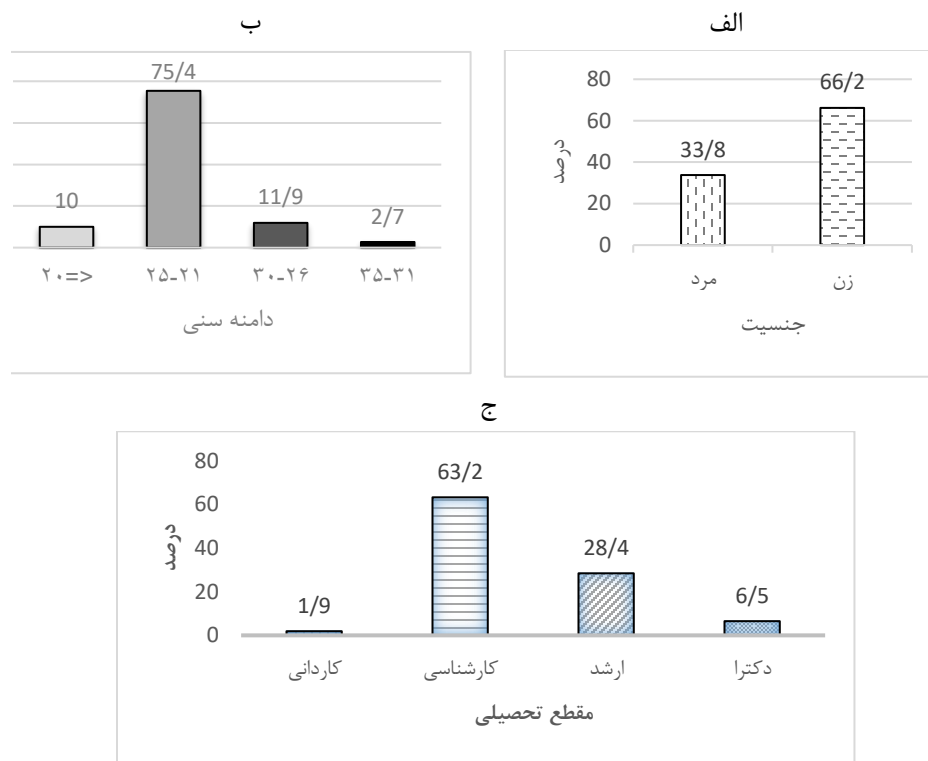 الف
80
60
40
20
0
درصد
33/8
66/2
مرد
زن
جنسیت
ب
10
75/4
11/9
2/7
۲۰=<
۲۵-۲۱
۳۰-۲۶
۳۵-۳۱
دامنه سنی
ج
80
60
40
20
0
درصد
1/9
63/2
28/4
6/5
کاردانی
کارشناسی
ارشد
دکترا
مقطع تحصیلی